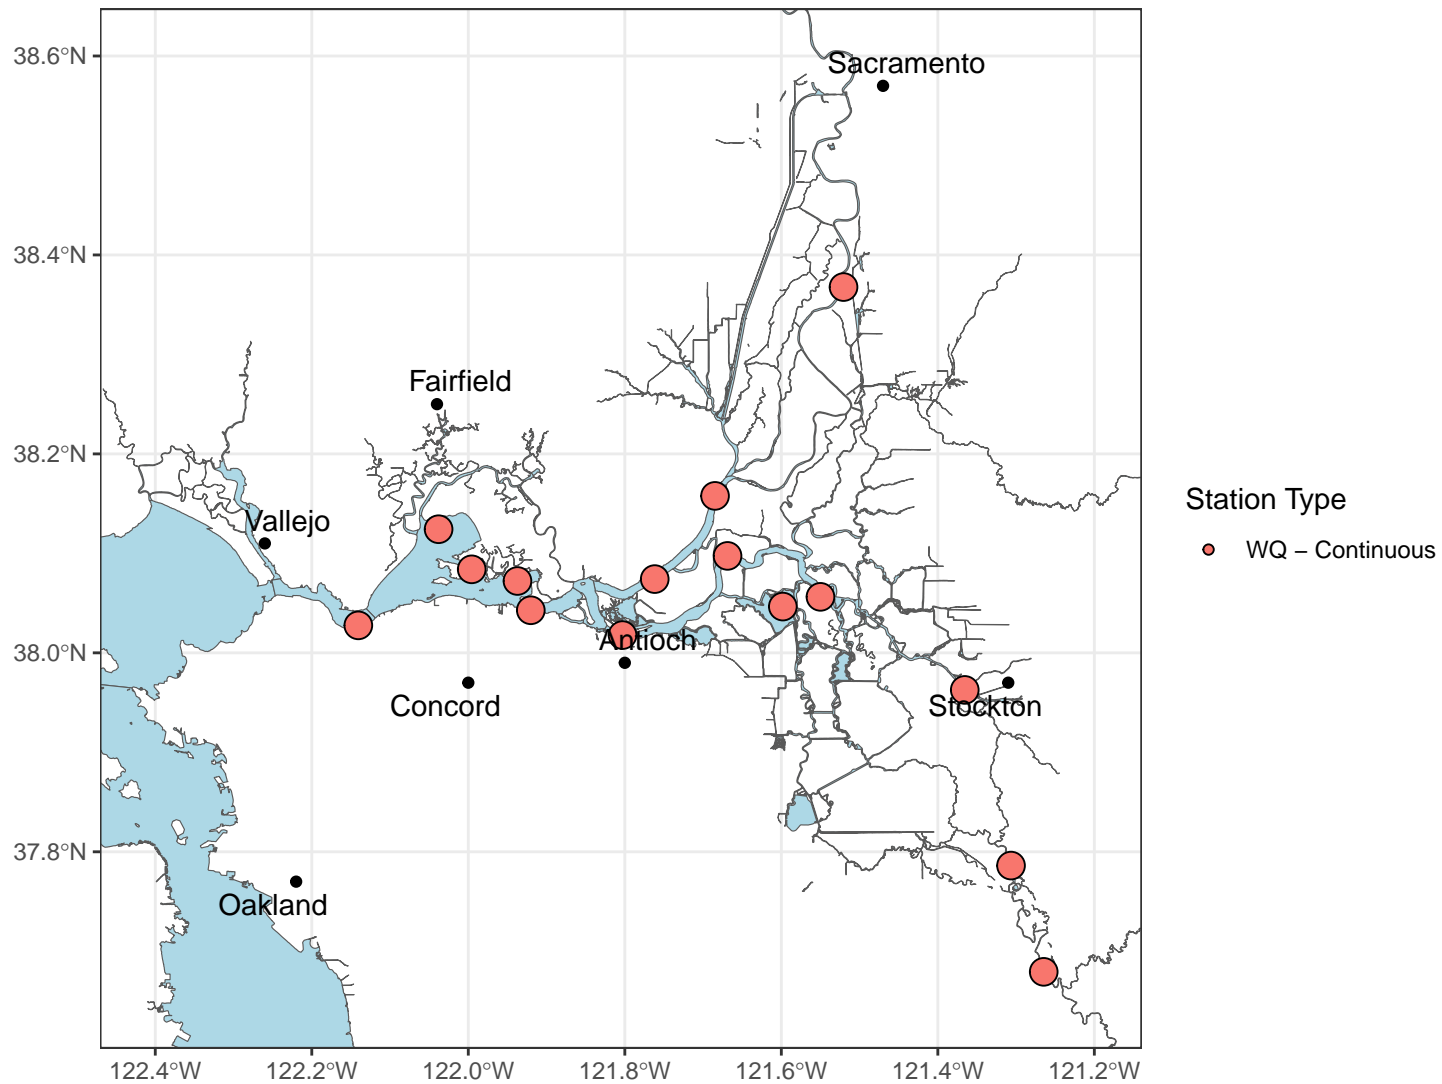 38.6°N
Sacramento
38.4°N
Fairfield
38.2°N
Vallejo
Antioch
38.0°N
Concord
Stockton
37.8°N
Oakland
122.4°W
122.2°W
122.0°W
121.8°W
121.6°W
121.4°W
121.2°W
Station Type
WQ − Continuous